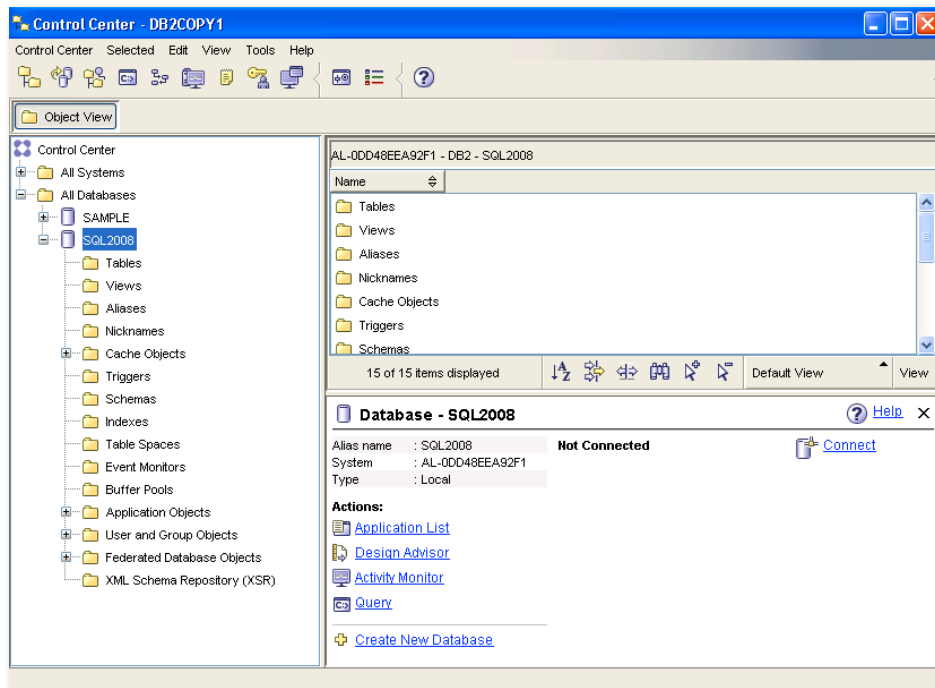 Control Center - DB2COPY1
Control Center Selected Edit View Tools Help
Object View
Control Center
All Systems
All Databases
SAMPLE
SQL2008
Tables
Views
Aliases
Nicknames
Cache Objects
Triggers
Schemas
Indexes
Table Spaces
Event Monitors
Buffer Pools
Application Objects
User and Group Objects
Federated Database Objects
XML Schema Repository (XSR)
AL-0DD48EEA92F1 - DB2 - SQL2008
Name
Tables
Views
Aliases
Nicknames
Cache Objects
Triggers
Schemas
15 of 15 items displayed
Default View
View
Database - SQL2008
Help
Alias name : SQL2008
System : AL-0DD48EEA92F1
Type : Local
Not Connected
Connect
Actions:
Application List
Design Advisor
Activity Monitor
Query
Create New Database